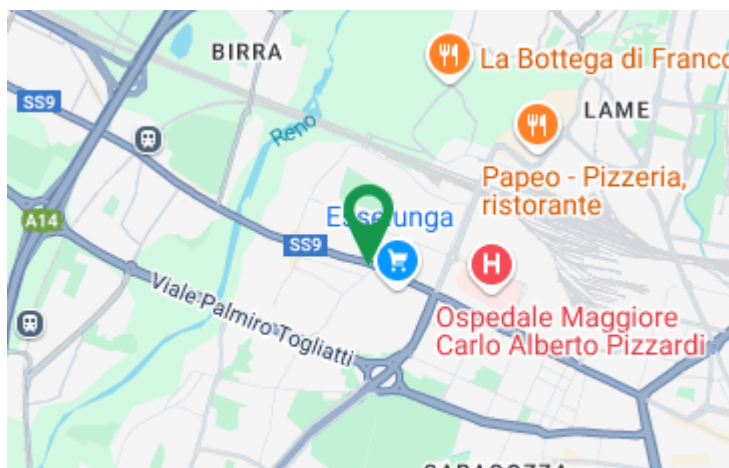 BIRRA
La Bottega di Franco
SS9
LAME
Reno
Papeo - Pizzeria,
ristorante
Esselunga
A14
SS9
H
Viale Palmiro Togliatti
Ospedale Maggiore
Carlo Alberto Pizzardi